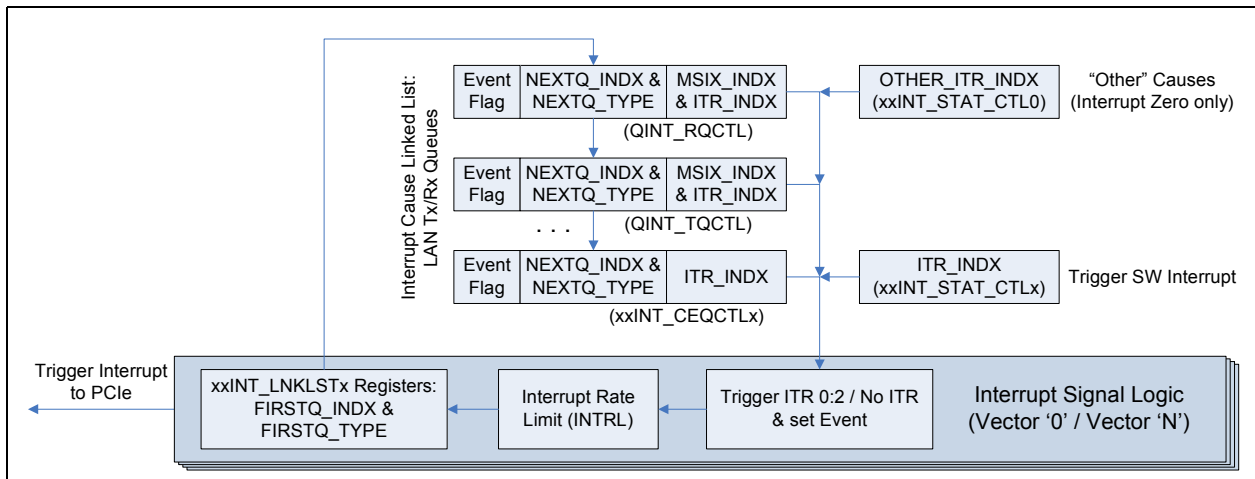 Interrupt Cause Linked List:
LAN Tx/Rx Queues
Event
Flag
NEXTQ_INDX &
NEXTQ_TYPE
MSIX_INDX
& ITR_INDX
(QINT_RQCTL)
OTHER_ITR_INDX
(xxINT_STAT_CTL0)
“Other” Causes
(Interrupt Zero only)
Event
Flag
NEXTQ_INDX &
NEXTQ_TYPE
MSIX_INDX
& ITR_INDX
(QINT_TQCTL)
. . .
Event
Flag
NEXTQ_INDX &
NEXTQ_TYPE
ITR_INDX
(xxINT_CEQCTLx)
ITR_INDX
(xxINT_STAT_CTLx)
Trigger SW Interrupt
Trigger Interrupt
to PCIe
xxINT_LNKLSTx Registers:
FIRSTQ_INDX &
FIRSTQ_TYPE
Interrupt Rate
Limit (INTRL)
Trigger ITR 0:2 / No ITR
& set Event
Interrupt Signal Logic
(Vector ‘0’ / Vector ‘N’)